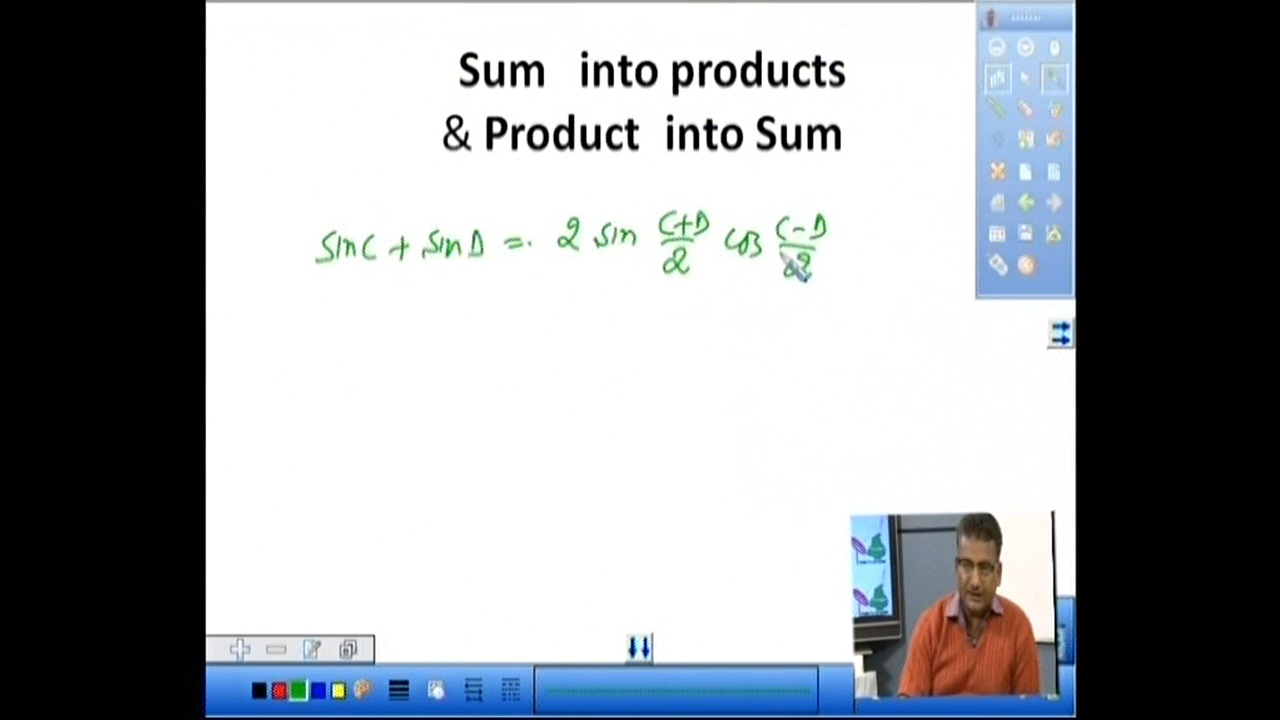 Sum into products
& Product into Sum
sinC + sinD = 2 sin (C+D)/2 cos (C-D)/2